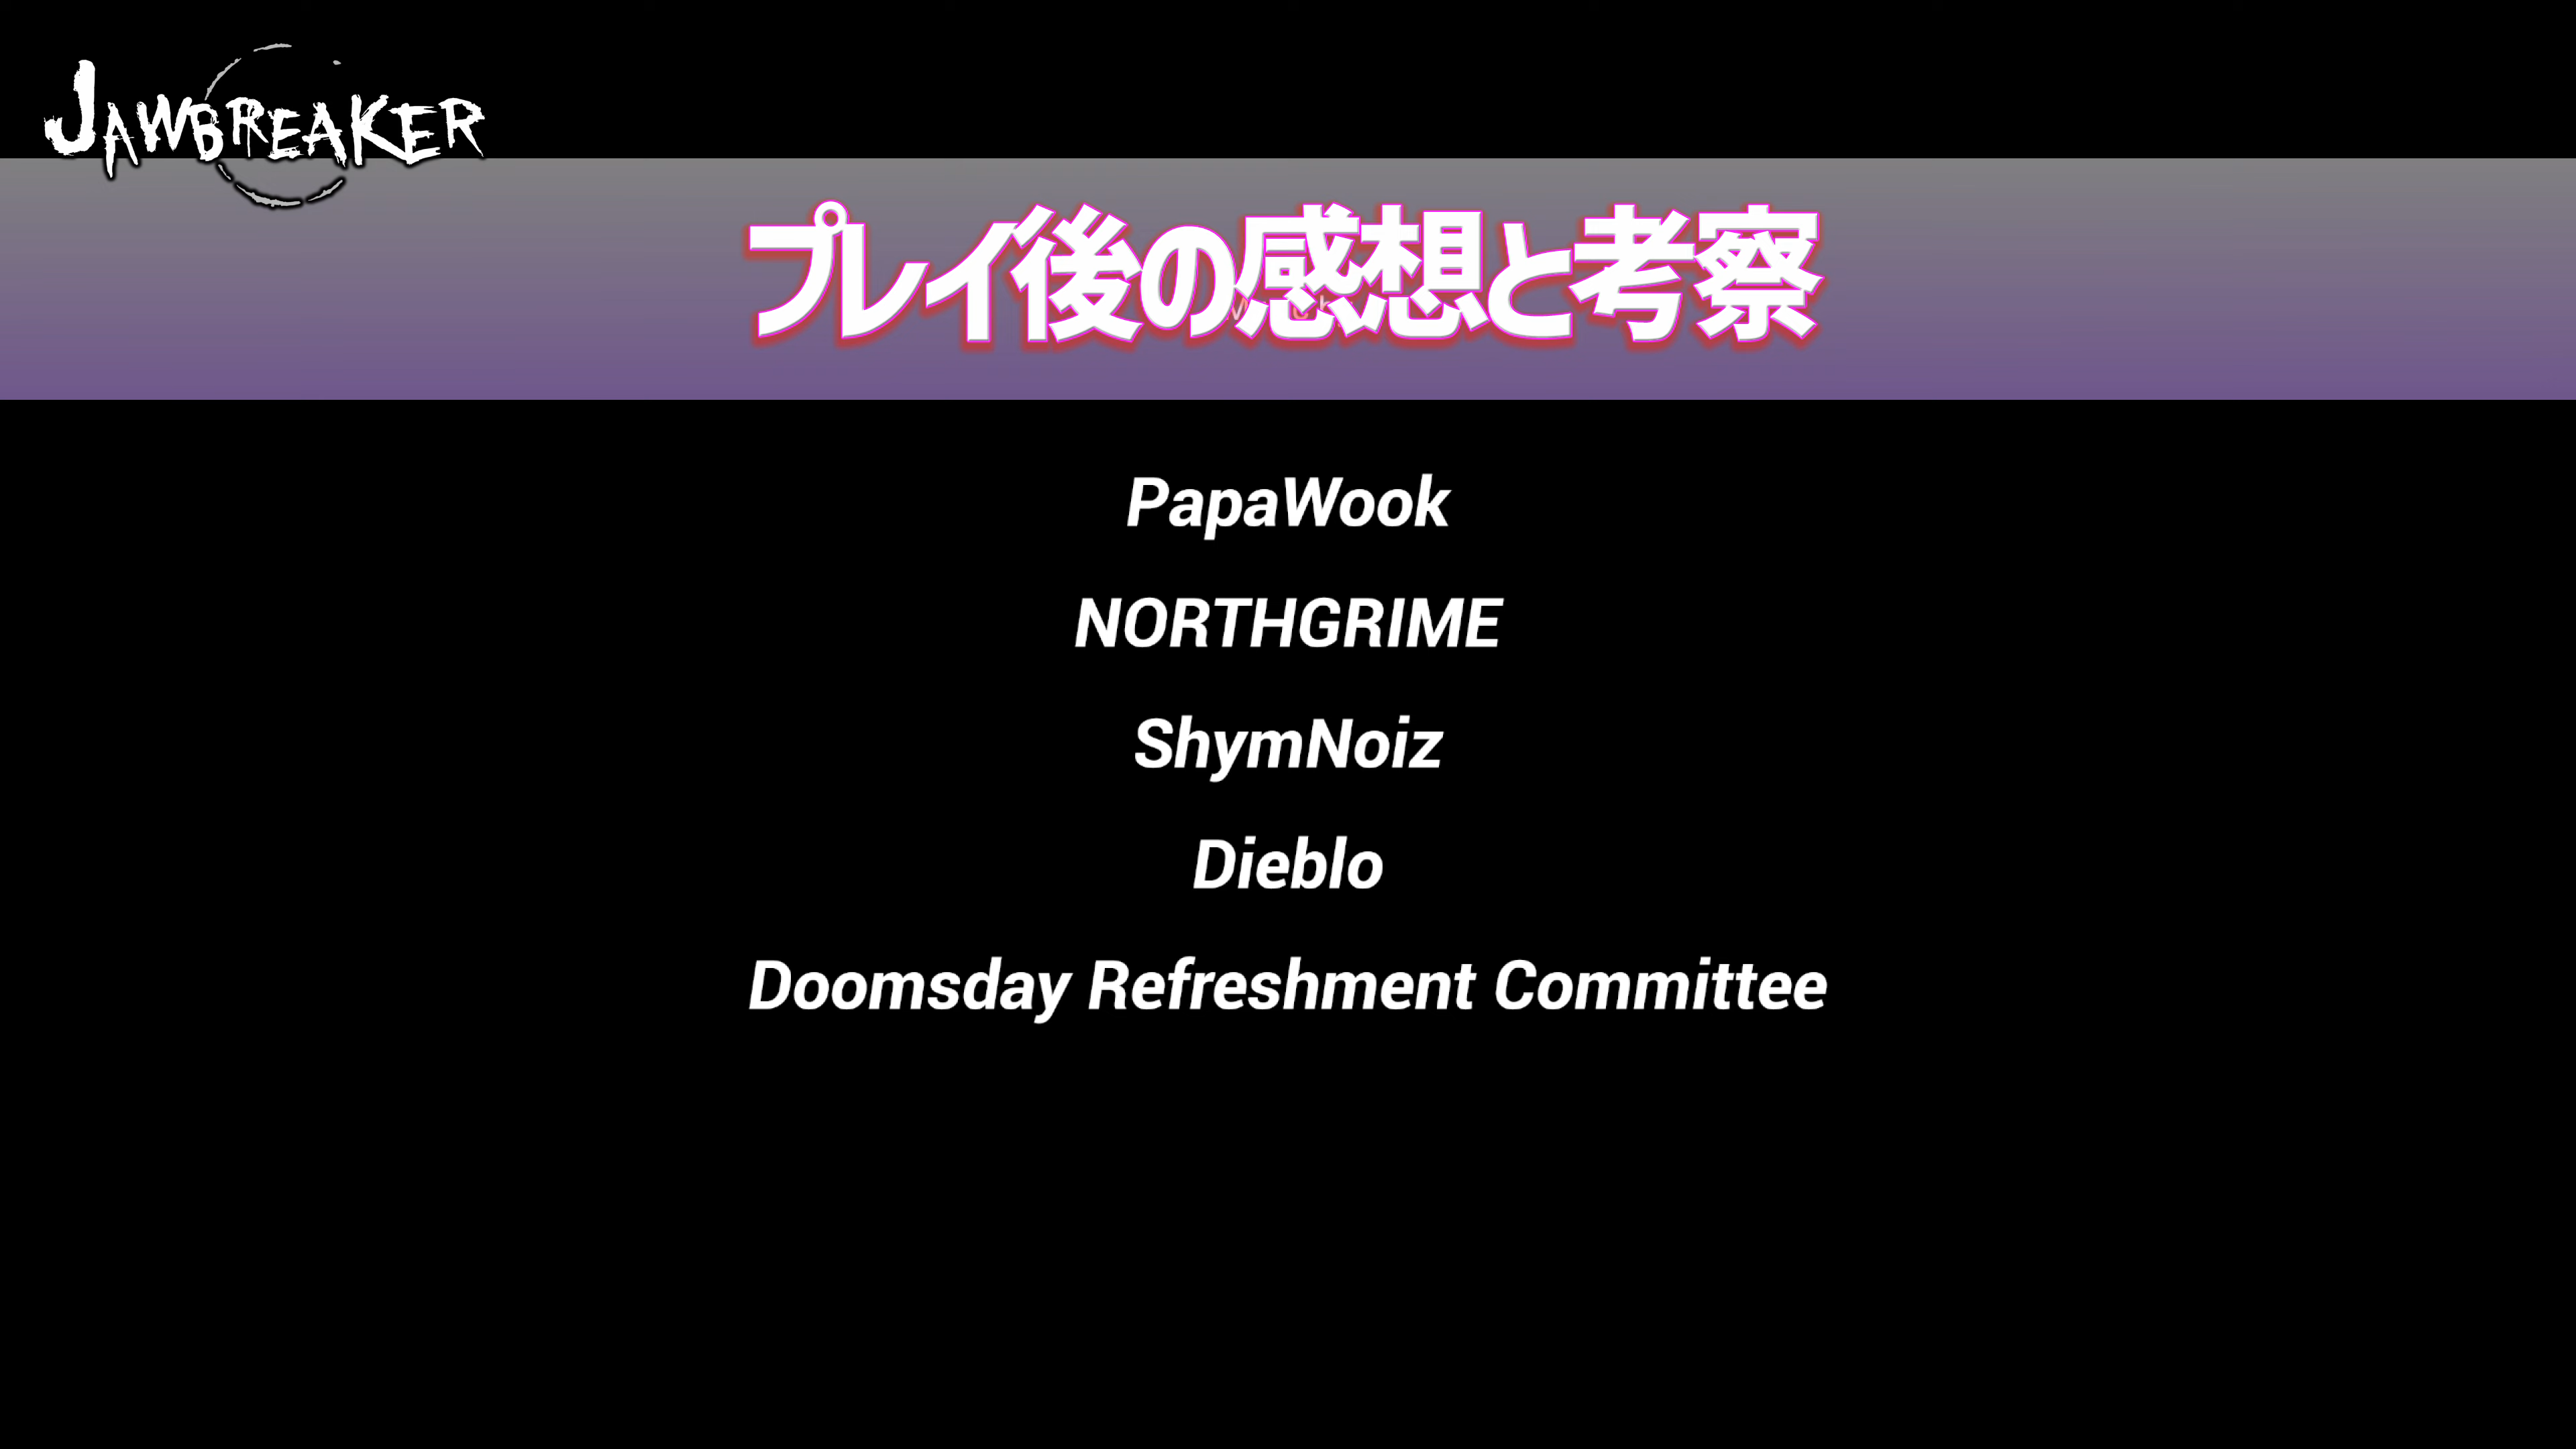 JAWBREAKER
プレイ後の感想と考察
PapaWook
NORTHGRIME
ShymNoiz
Dieblo
Doomsday Refreshment Committee